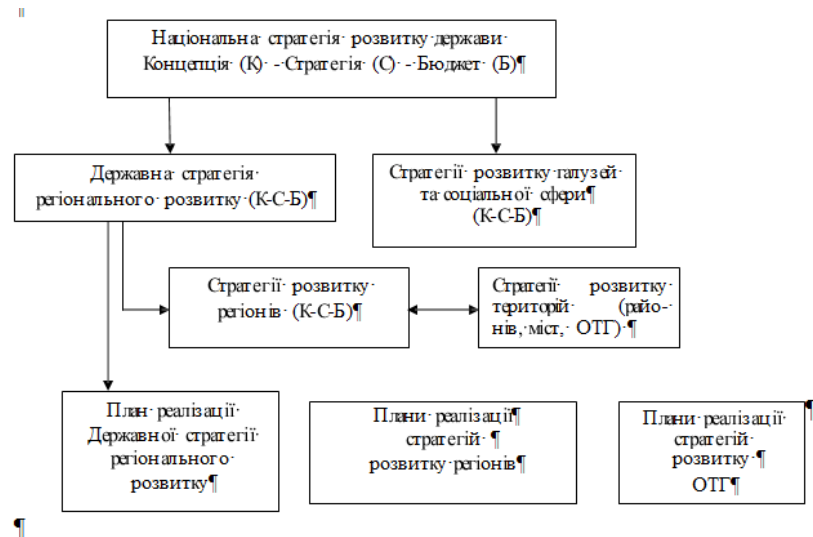 Національна стратегія розвитку держави
Концепція (К) - Стратегія (С) - Бюджет (Б)¶
Державна стратегія
регіонального розвитку (К-С-Б)¶
Стратегії розвитку галузей
та соціальної сфери¶
(К-С-Б)¶
Стратегії розвитку
регіонів (К-С-Б)¶
Стратегії розвитку
територій (райо-
нів, міст, ОТГ)¶
План реалізації
Державної стратегії
регіонального
розвитку¶
Плани реалізації¶
стратегій ¶
розвитку регіонів¶
Плани реалізації
стратегій
розвитку ¶
ОТГ¶
¶
¶